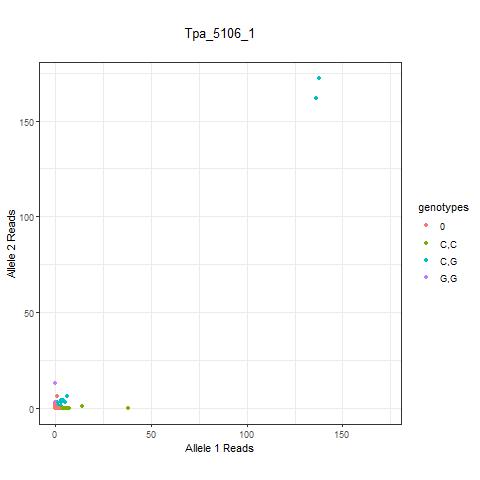 Tpa_5106_1
150
100
50
0
0 50 100 150
Allele 1 Reads
Allele 2 Reads
genotypes
0
C,C
C,G
G,G